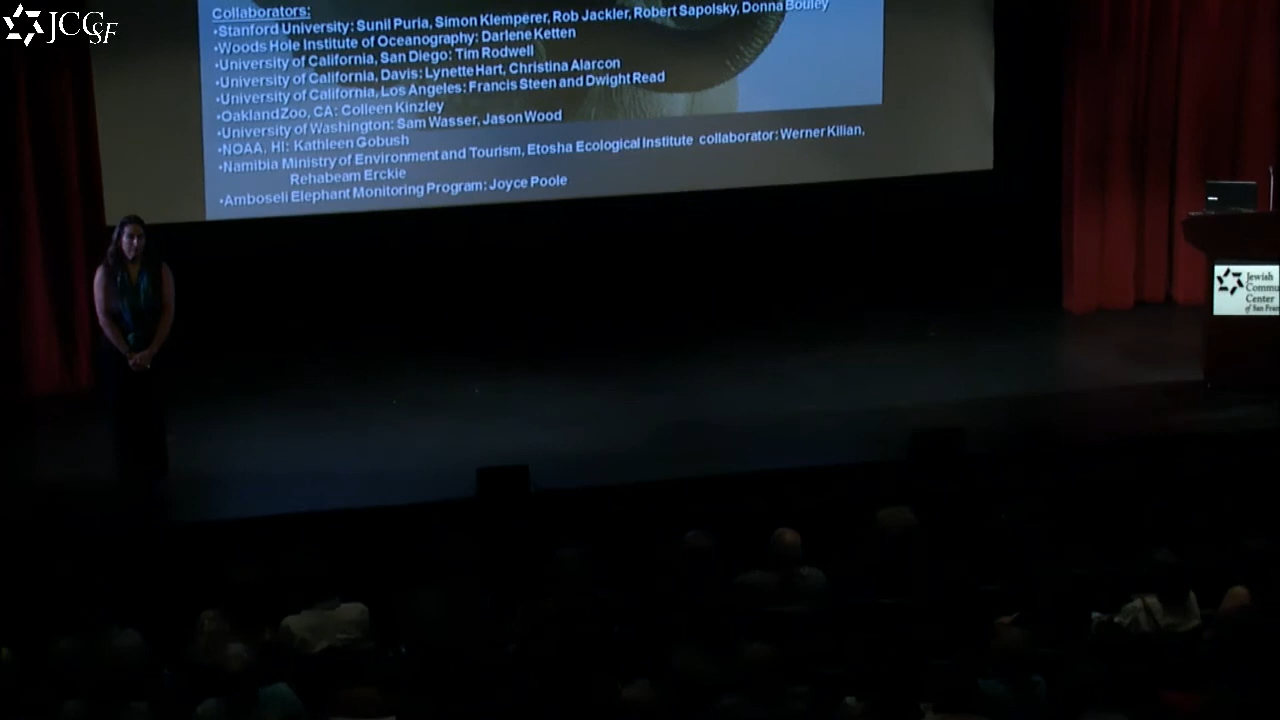 JCCSF
Collaborators:
•Stanford University: Sunil Puria, Simon Klemperer, Rob Jackler, Robert Sapolsky, Donna Bouley
•Woods Hole Institute of Oceanography: Darlene Ketten
•University of California, San Diego: Tim Rodwell
•University of California, Davis: Lynette Hart, Christina Alarcon
•University of California, Los Angeles: Francis Steen and Dwight Read
•Oakland Zoo, CA: Colleen Kinzley
•University of Washington: Sam Wasser, Jason Wood
•NOAA, HI: Kathleen Gobush
•Namibia Ministry of Environment and Tourism, Etosha Ecological Institute collaborator: Werner Kilian,
Rehabeam Erckie
•Amboseli Elephant Monitoring Program: Joyce Poole
Jewish
Commu
Center
of San Fran